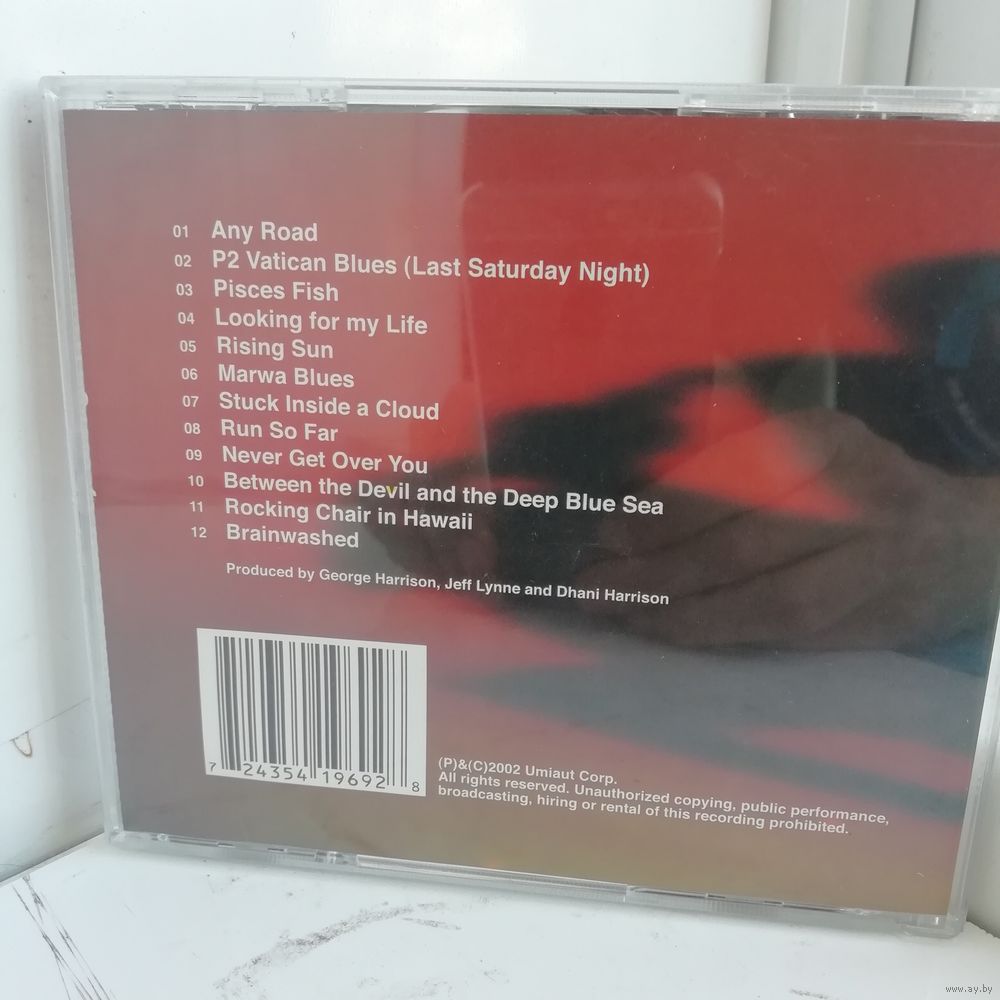 01 Any Road
02 P2 Vatican Blues (Last Saturday Night)
03 Pisces Fish
04 Looking for my Life
05 Rising Sun
06 Marwa Blues
07 Stuck Inside a Cloud
08 Run So Far
09 Never Get Over You
10 Between the Devil and the Deep Blue Sea
11 Rocking Chair in Hawaii
12 Brainwashed
Produced by George Harrison, Jeff Lynne and Dhani Harrison
7 24354 19692 8
(P)&(C)2002 Umiaut Corp.
All rights reserved. Unauthorized copying, public performance,
broadcasting, hiring or rental of this recording prohibited.
www.ay.by